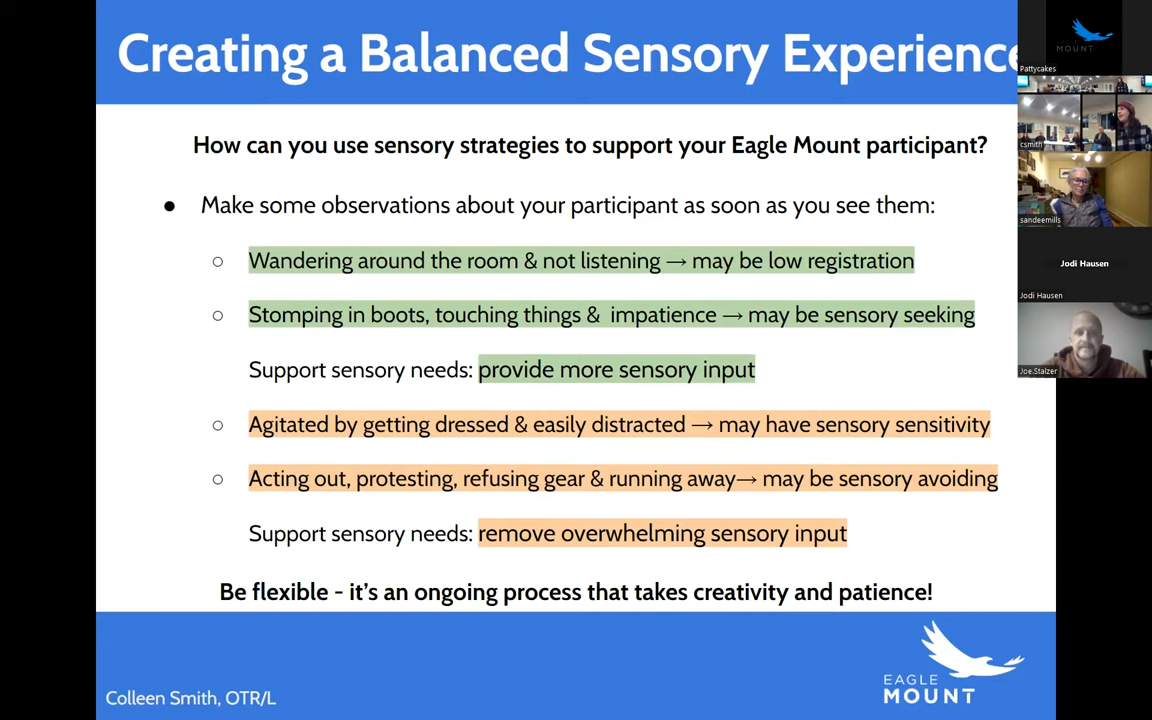 Creating a Balanced Sensory Experience
How can you use sensory strategies to support your Eagle Mount participant?
● Make some observations about your participant as soon as you see them:
○ Wandering around the room & not listening → may be low registration
○ Stomping in boots, touching things & impatience → may be sensory seeking
Support sensory needs: provide more sensory input
○ Agitated by getting dressed & easily distracted → may have sensory sensitivity
○ Acting out, protesting, refusing gear & running away→ may be sensory avoiding
Support sensory needs: remove overwhelming sensory input
Be flexible - it's an ongoing process that takes creativity and patience!
Colleen Smith, OTR/L
EAGLE
MOUNT
MOUNT
Pattycakes
csmith
sandeemills
Jodi Hausen
Jodi Hausen
Joe.Stalzer